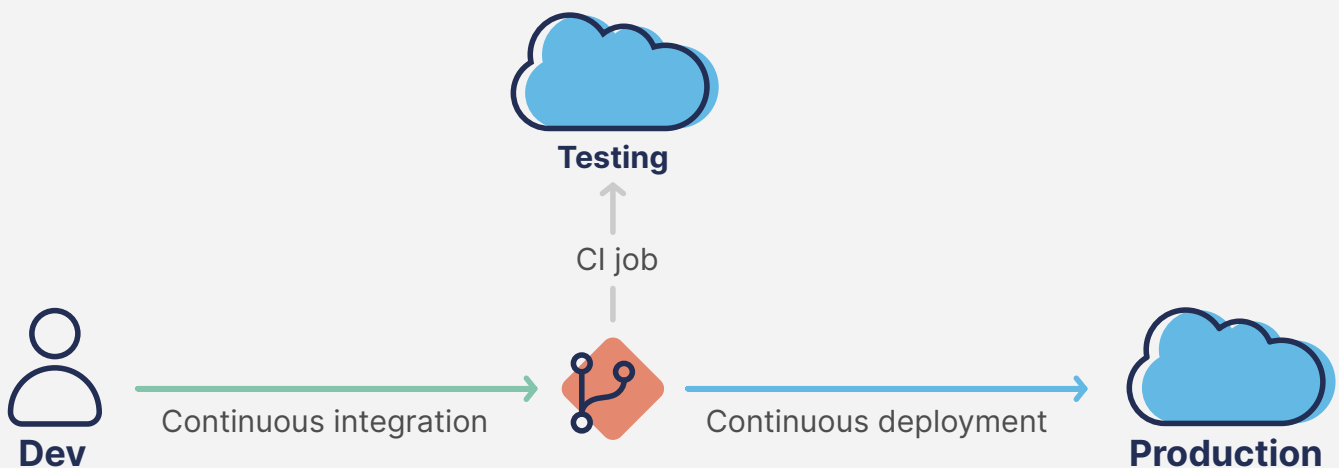 Testing
CI job
Continuous integration
Continuous deployment
Dev
Production